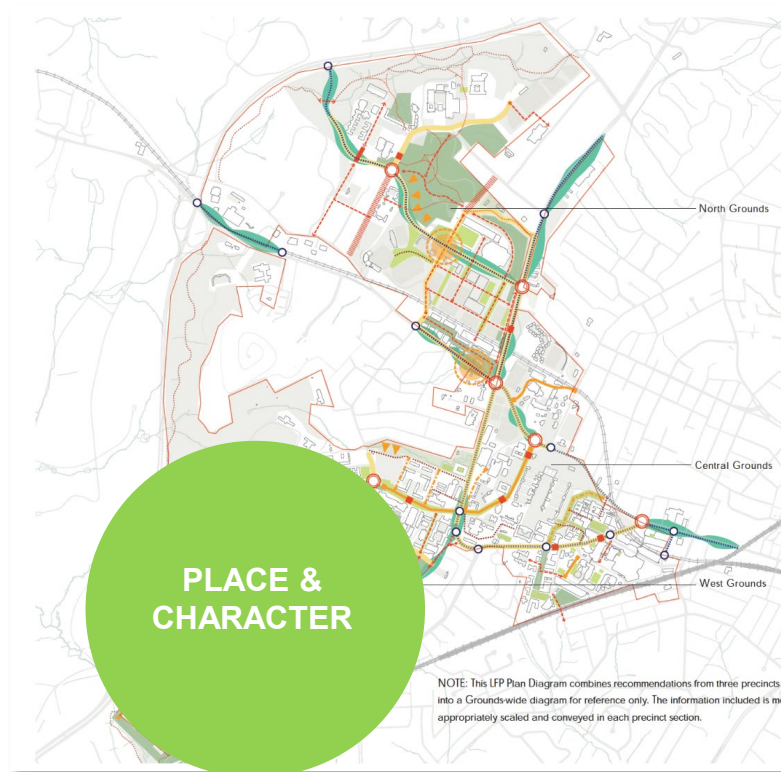 North Grounds
Central Grounds
PLACE &
CHARACTER
West Grounds
NOTE: This LFP Plan Diagram combines recommendations from three precincts
into a Grounds-wide diagram for reference only. The information included is
appropriately scaled and conveyed in each precinct section.